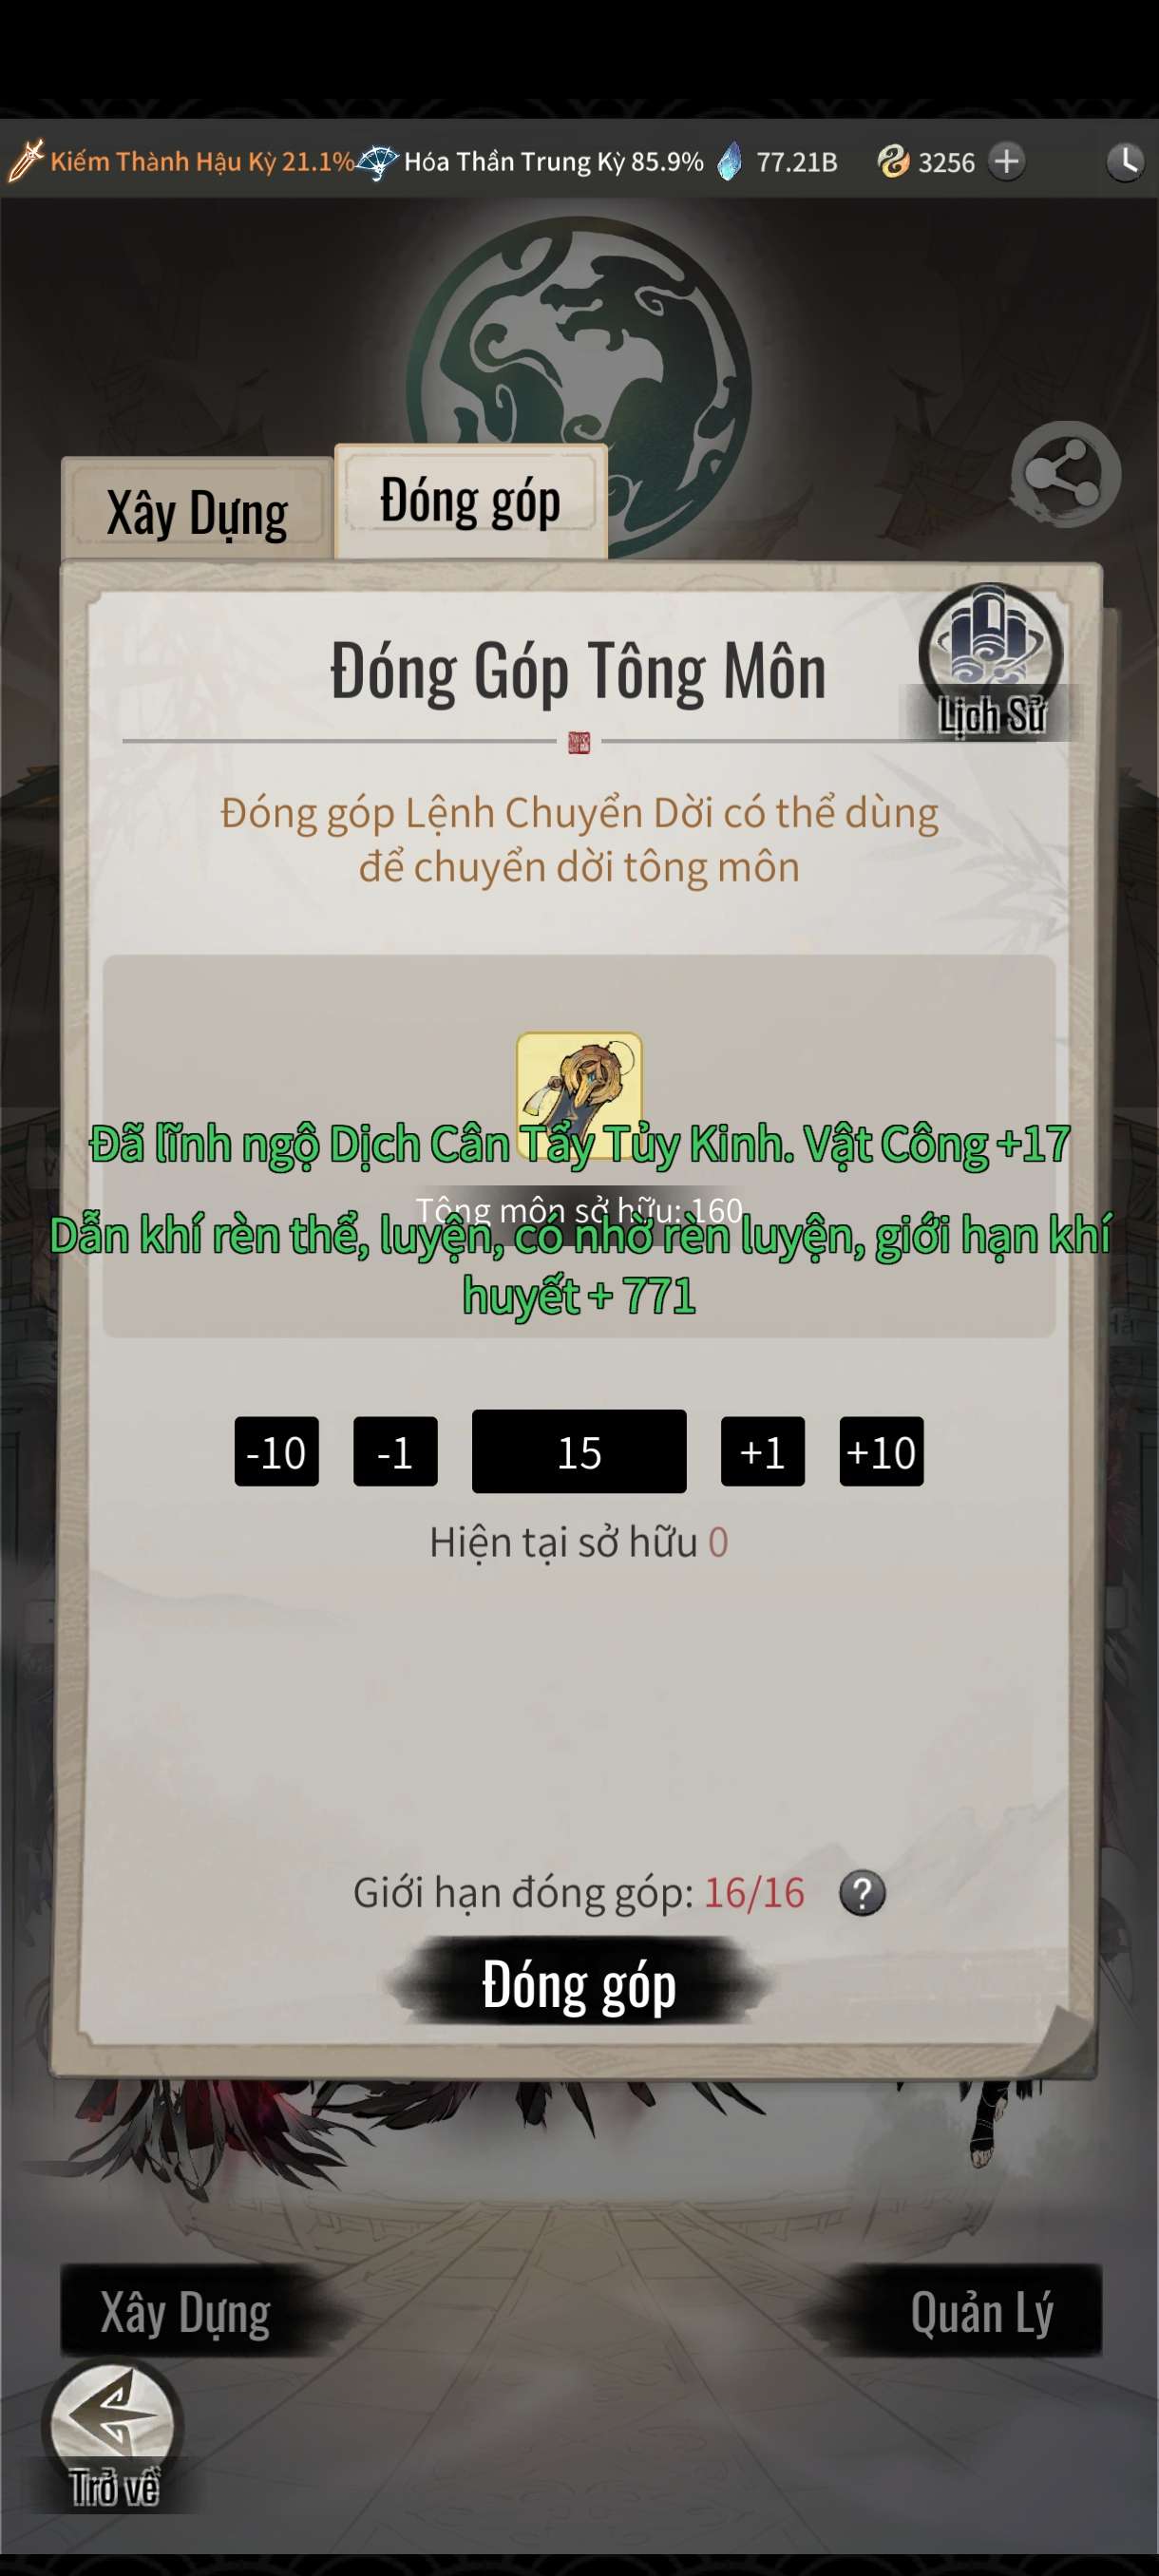 Kiếm Thành Hậu Kỳ 21.1% Hóa Thần Trung Kỳ 85.9% 77.21B 3256
Xây Dựng
Đóng góp
Đóng Góp Tông Môn
Lịch Sử
Đóng góp Lệnh Chuyển Dời có thể dùng
để chuyển dời tông môn
Đã lĩnh ngộ Dịch Cân Tẩy Tủy Kinh. Vật Công +17
Tông môn sở hữu: 160
Dẫn khí rèn thể, luyện, có nhờ rèn luyện, giới hạn khí
huyết + 771
-10 -1 15 +1 +10
Hiện tại sở hữu 0
Giới hạn đóng góp: 16/16 ?
Đóng góp
Xây Dựng
Quản Lý
Trở về